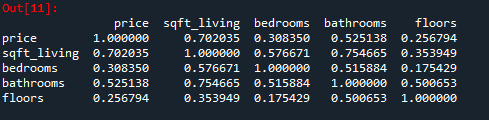 Out[11]:
price sqft_living bedrooms bathrooms floors
price 1.000000 0.702035 0.308350 0.525138 0.256794
sqft_living 0.702035 1.000000 0.576671 0.754665 0.353949
bedrooms 0.308350 0.576671 1.000000 0.515884 0.175429
bathrooms 0.525138 0.754665 0.515884 1.000000 0.500653
floors 0.256794 0.353949 0.175429 0.500653 1.000000